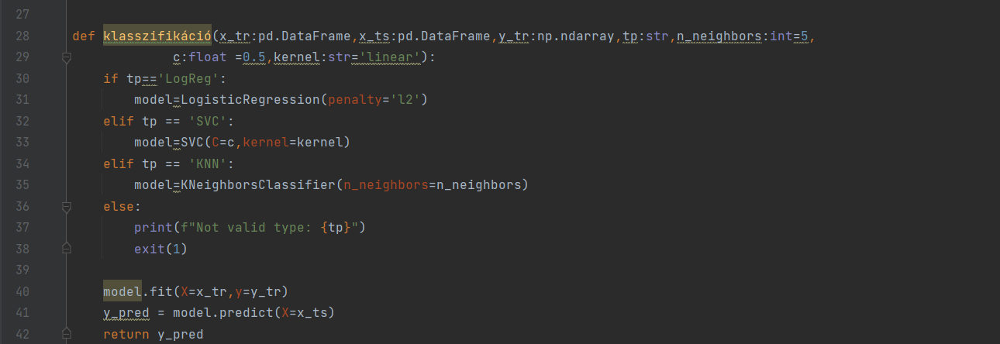 27
28 def klasszifikáció(x_tr:pd.DataFrame,x_ts:pd.DataFrame,y_tr:np.ndarray,tp:str,n_neighbors:int=5,
29              c:float =0.5,kernel:str='linear'):
30     if tp=='LogReg':
31         model=LogisticRegression(penalty='l2')
32     elif tp == 'SVC':
33         model=SVC(C=c,kernel=kernel)
34     elif tp == 'KNN':
35         model=KNeighborsClassifier(n_neighbors=n_neighbors)
36     else:
37         print(f"Not valid type: {tp}")
38         exit(1)
39
40     model.fit(X=x_tr,y=y_tr)
41     y_pred = model.predict(X=x_ts)
42     return y_pred